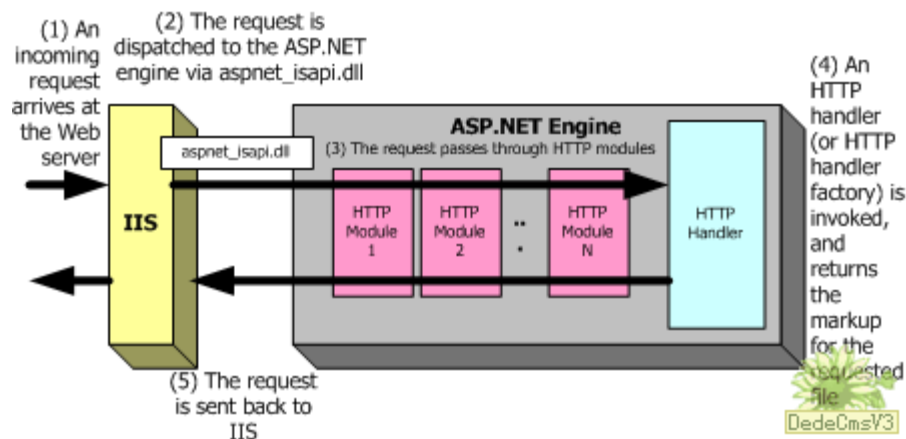 (1) An
incoming
request
arrives at
the Web
server
(2) The request is
dispatched to the ASP.NET
engine via aspnet_isapi.dll
aspnet_isapi.dll
IIS
ASP.NET Engine
(3) The request passes through HTTP modules
HTTP
Module
1
HTTP
Module
2
..
.
HTTP
Module
N
HTTP
Handler
(4) An
HTTP
handler
(or HTTP
handler
factory) is
invoked,
and
returns
the
markup
for the
requested
file
(5) The request
is sent back to
IIS
DedeCmsV3